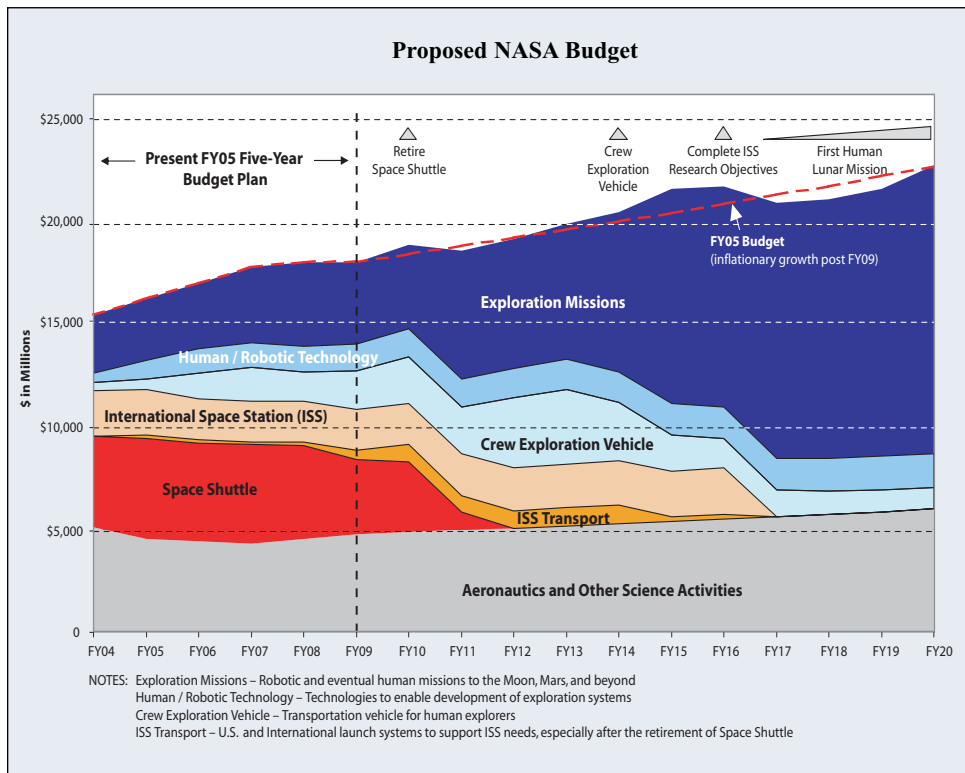 Proposed NASA Budget
$25,000
$20,000
$15,000
$10,000
$5,000
0
$ in Millions
Present FY05 Five-Year
Budget Plan
Retire
Space Shuttle
Crew
Exploration
Vehicle
Complete ISS
Research Objectives
First Human
Lunar Mission
FY05 Budget
(inflationary growth post FY09)
Exploration Missions
Human / Robotic Technology
International Space Station (ISS)
Crew Exploration Vehicle
Space Shuttle
ISS Transport
Aeronautics and Other Science Activities
FY04 FY05 FY06 FY07 FY08 FY09 FY10 FY11 FY12 FY13 FY14 FY15 FY16 FY17 FY18 FY19 FY20
NOTES: Exploration Missions – Robotic and eventual human missions to the Moon, Mars, and beyond
Human / Robotic Technology – Technologies to enable development of exploration systems
Crew Exploration Vehicle – Transportation vehicle for human explorers
ISS Transport – U.S. and International launch systems to support ISS needs, especially after the retirement of Space Shuttle